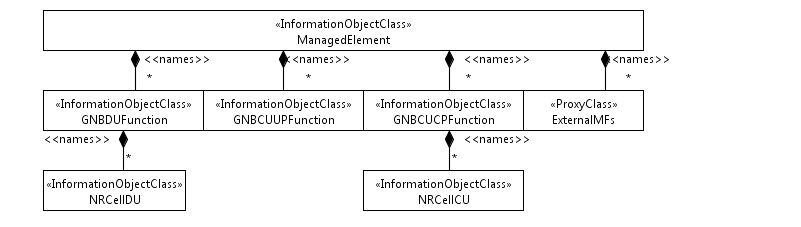 «InformationObjectClass»
ManagedElement
<<names>> <<names>> <<names>> <<names>>
* * * *
«InformationObjectClass» «InformationObjectClass» «InformationObjectClass» «ProxyClass»
GNBDUFunction GNBCUUPFunction GNBCUCPFunction ExternalMFs
<<names>> <<names>>
* *
«InformationObjectClass» «InformationObjectClass»
NRCellDU NRCellCU